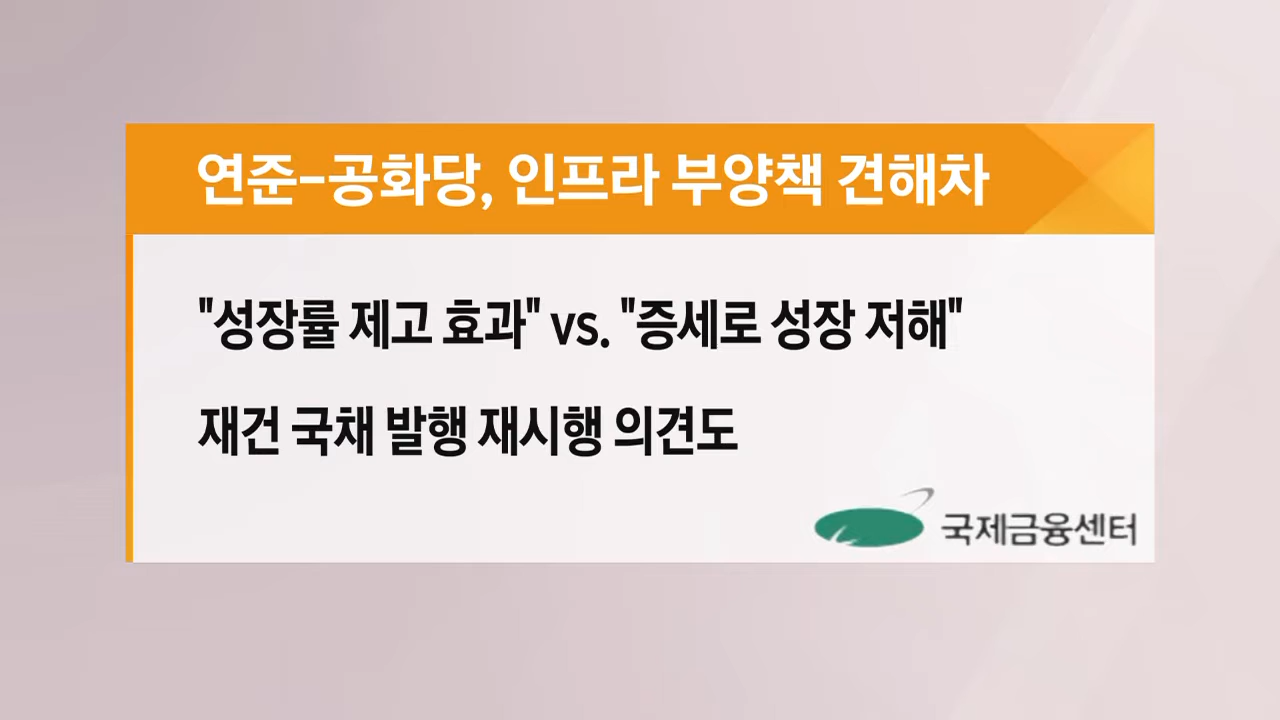 연준-공화당, 인프라 부양책 견해차
"성장률 제고 효과" vs. "증세로 성장 저해"
재건 국채 발행 재시행 의견도
국제금융센터